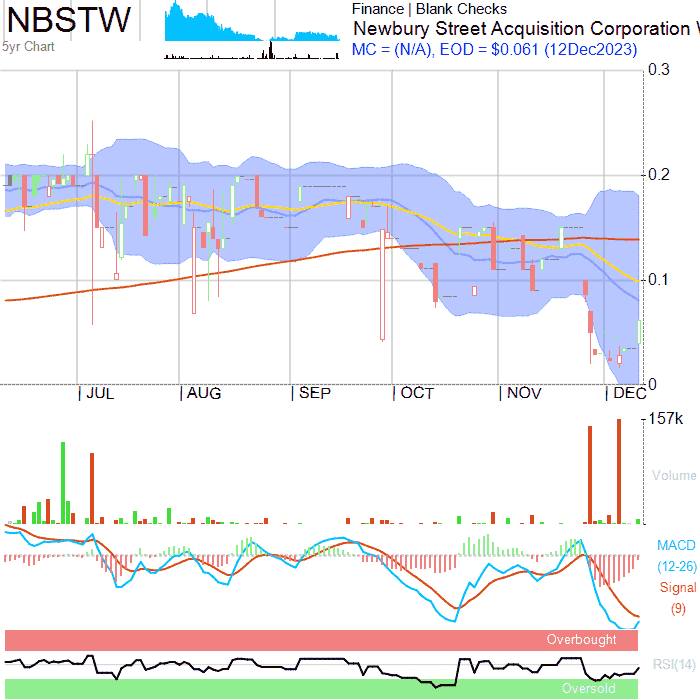 NBSTW
5yr Chart
Finance | Blank Checks
Newbury Street Acquisition Corporation W
MC = (N/A), EOD = $0.061 (12Dec2023)
0.3
0.2
0.1
0
JUL
AUG
SEP
OCT
NOV
DEC
157k
Volume
MACD
(12-26)
Signal
(9)
Overbought
RSI(14)
Oversold